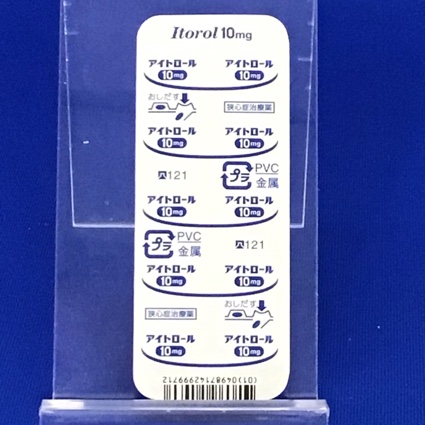 Itorol 10mg
アイトロール アイトロール
10mg 10mg
おしだす 狭心症治療薬
アイトロール アイトロール
10mg 10mg
121 プラ PVC 金属
アイトロール アイトロール
10mg 10mg
プラ PVC 金属 121
アイトロール アイトロール
10mg 10mg
狭心症治療薬 おしだす
アイトロール アイトロール
10mg 10mg
(01)04987142999712